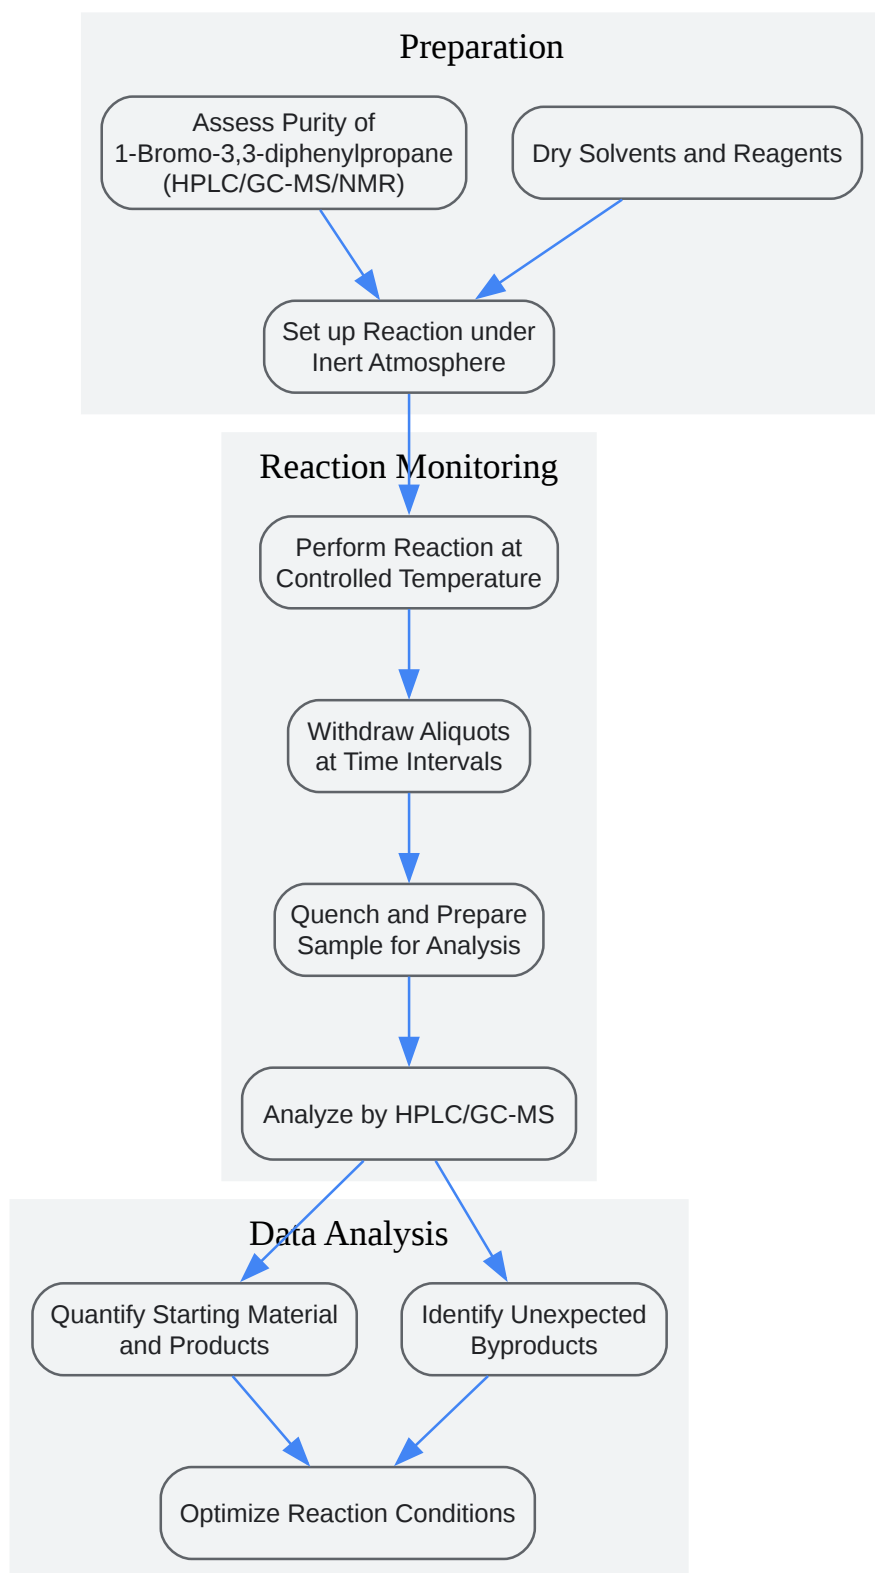 Preparation
Assess Purity of
1-Bromo-3,3-diphenylpropane
(HPLC/GC-MS/NMR)
Dry Solvents and Reagents
Set up Reaction under
Inert Atmosphere
Reaction Monitoring
Perform Reaction at
Controlled Temperature
Withdraw Aliquots
at Time Intervals
Quench and Prepare
Sample for Analysis
Analyze by HPLC/GC-MS
Data Analysis
Quantify Starting Material
and Products
Identify Unexpected
Byproducts
Optimize Reaction Conditions